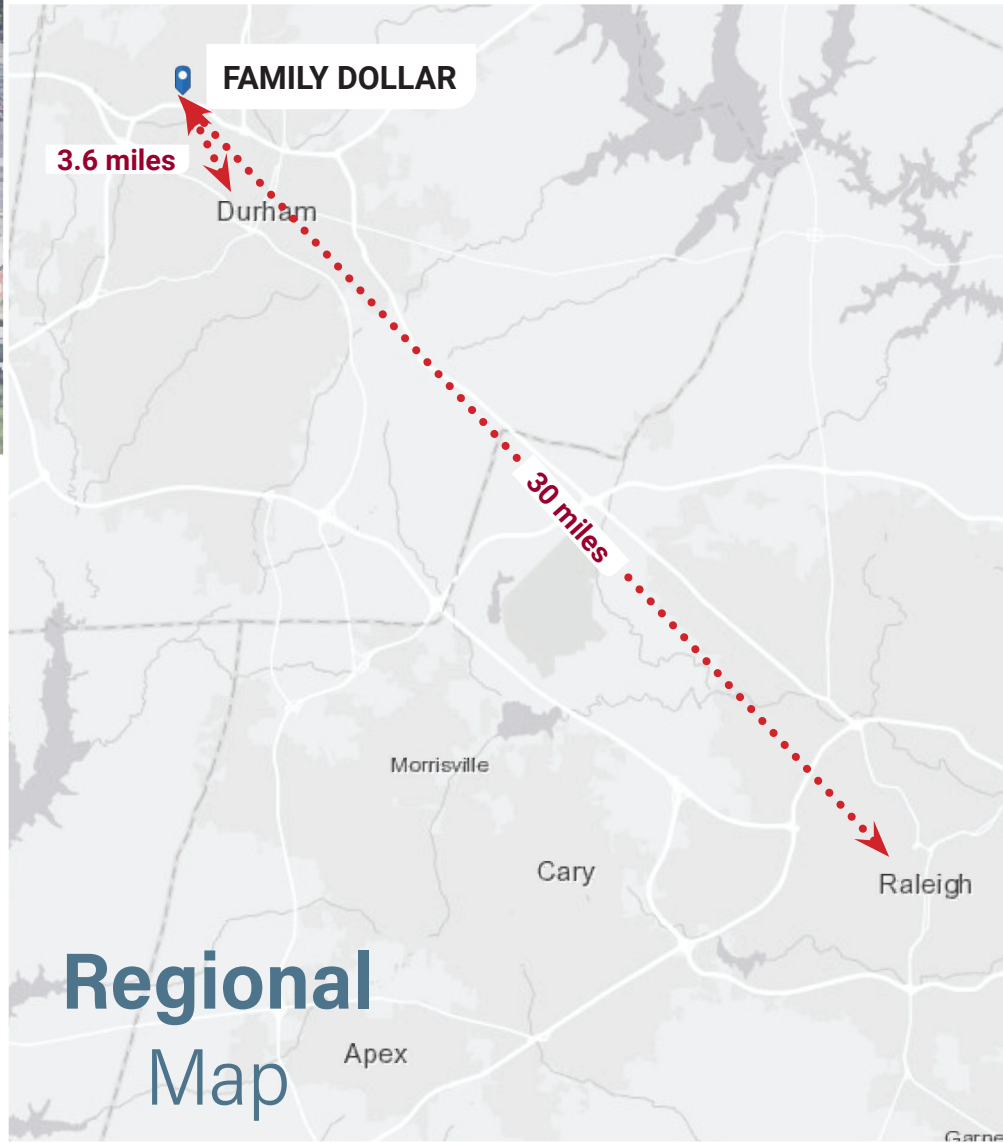 FAMILY DOLLAR
3.6 miles
Durham
30 miles
Morrisville
Cary
Raleigh
Regional
Map
Apex